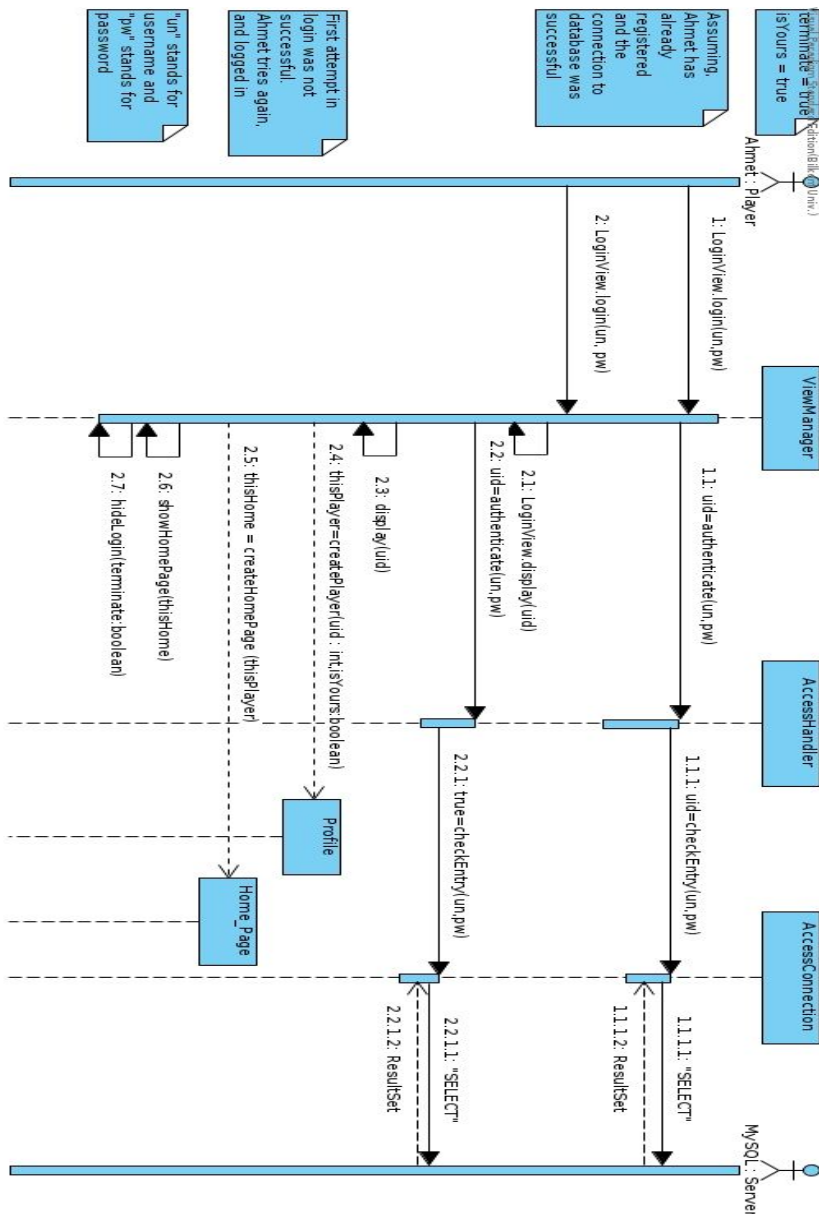 Visual Paradigm Standard Edition(Bilkent Univ.)
terminate = true
isYours = true
Assuming,
Ahmet has
already
registered
and the
connection to
database was
successful
First attempt in
login was not
successful.
Ahmet tries again,
and logged in
"un" stands for
username and
"pw" stands for
password
Ahmet : Player
ViewManager
AccessHandler
AccessConnection
MySQL : Server
1: LoginView.login(un,pw)
1.1: uid=authenticate(un,pw)
1.1.1: uid=checkEntry(un,pw)
1.1.1.1: "SELECT"
1.1.1.2: ResultSet
2: LoginView.login(un, pw)
2.1: LoginView.display(uid)
2.2: uid=authenticate(un,pw)
2.2.1: true=checkEntry(un,pw)
2.2.1.1: "SELECT"
2.2.1.2: ResultSet
2.3: display(uid)
2.4: thisPlayer=createPlayer(uid : int,isYours:boolean)
Profile
2.5: thisHome = createHomePage (thisPlayer)
Home_Page
2.6: showHomePage(thisHome)
2.7: hideLogin(terminate:boolean)